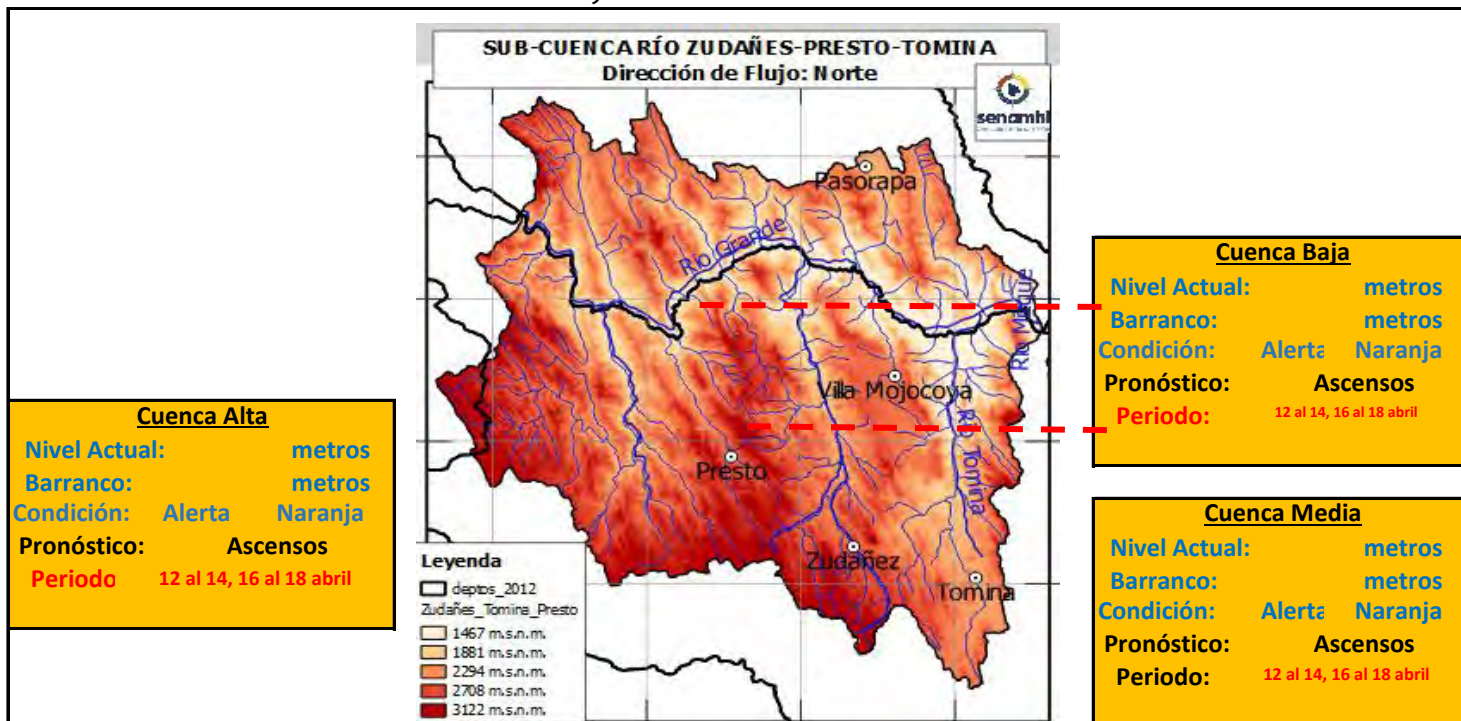 SUB-CUENCA RÍO ZUDAÑES-PRESTO-TOMINA
Dirección de Flujo: Norte
senamhi
Pasorapa
Río Grande
Río Mizque
Villa Mojocoya
Río Tomina
Presto
Zudañez
Tomina
Cuenca Baja
Nivel Actual: metros
Barranco: metros
Condición: Alerta Naranja
Pronóstico: Ascensos
Periodo: 12 al 14, 16 al 18 abril
Cuenca Alta
Nivel Actual: metros
Barranco: metros
Condición: Alerta Naranja
Pronóstico: Ascensos
Periodo 12 al 14, 16 al 18 abril
Cuenca Media
Nivel Actual: metros
Barranco: metros
Condición: Alerta Naranja
Pronóstico: Ascensos
Periodo: 12 al 14, 16 al 18 abril
Leyenda
deptos_2012
Zudañes_Tomina_Presto
1467 m.s.n.m.
1881 m.s.n.m.
2294 m.s.n.m.
2708 m.s.n.m.
3122 m.s.n.m.